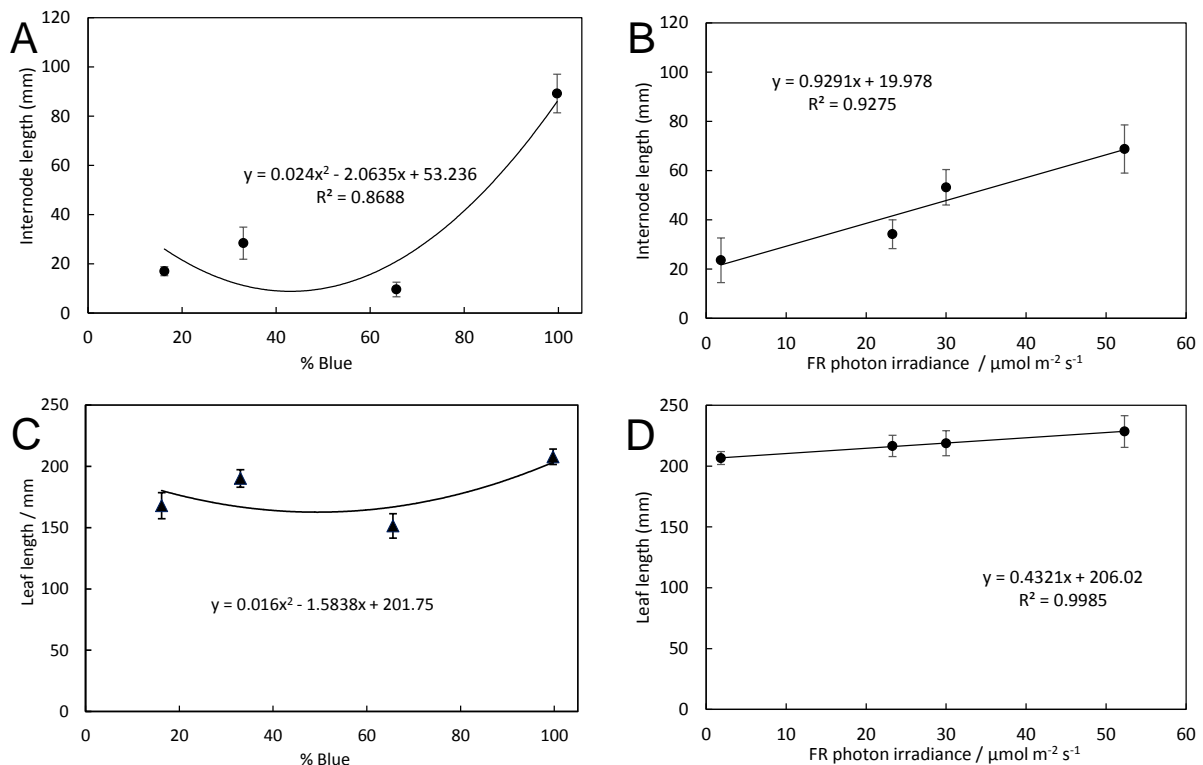 A
Internode length (mm)
120
100
80
60
40
20
0
y = 0.024x² - 2.0635x + 53.236
R² = 0.8688
0 20 40 60 80 100
% Blue
B
Internode length (mm)
120
100
80
60
40
20
0
y = 0.9291x + 19.978
R² = 0.9275
0 10 20 30 40 50 60
FR photon irradiance / µmol m⁻² s⁻¹
C
Leaf length / mm
250
200
150
100
50
0
y = 0.016x² - 1.5838x + 201.75
0 20 40 60 80 100
% Blue
D
Leaf length (mm)
250
200
150
100
50
0
y = 0.4321x + 206.02
R² = 0.9985
0 10 20 30 40 50 60
FR photon irradiance / µmol m⁻² s⁻¹